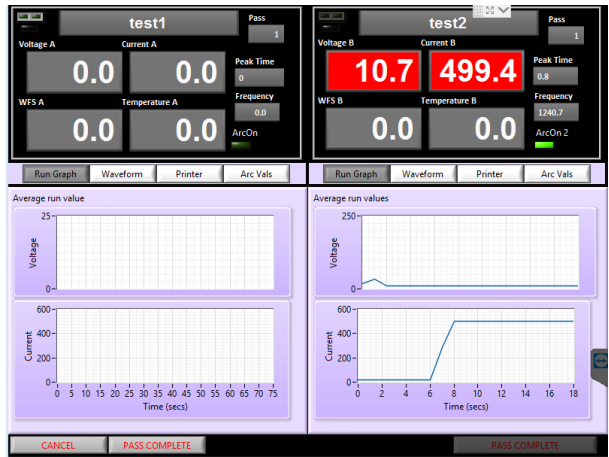 test1
Pass
1
Voltage A
Current A
0.0
0.0
Peak Time
0
WFS A
Temperature A
Frequency
0.0
0.0
0.0
ArcOn
Run Graph
Waveform
Printer
Arc Vals
Average run value
25
0
Voltage
600
400
200
0
Current
0 5 10 15 20 25 30 35 40 45 50 55 60 65 70 75
Time (secs)
CANCEL
PASS COMPLETE
test2
Pass
1
Voltage B
Current B
10.7
499.4
Peak Time
0.8
WFS B
Temperature B
Frequency
1240.7
0.0
0.0
ArcOn 2
Run Graph
Waveform
Printer
Arc Vals
Average run values
250
0
Voltage
600
400
200
0
Current
0 2 4 6 8 10 12 14 16 18
Time (secs)
PASS COMPLETE